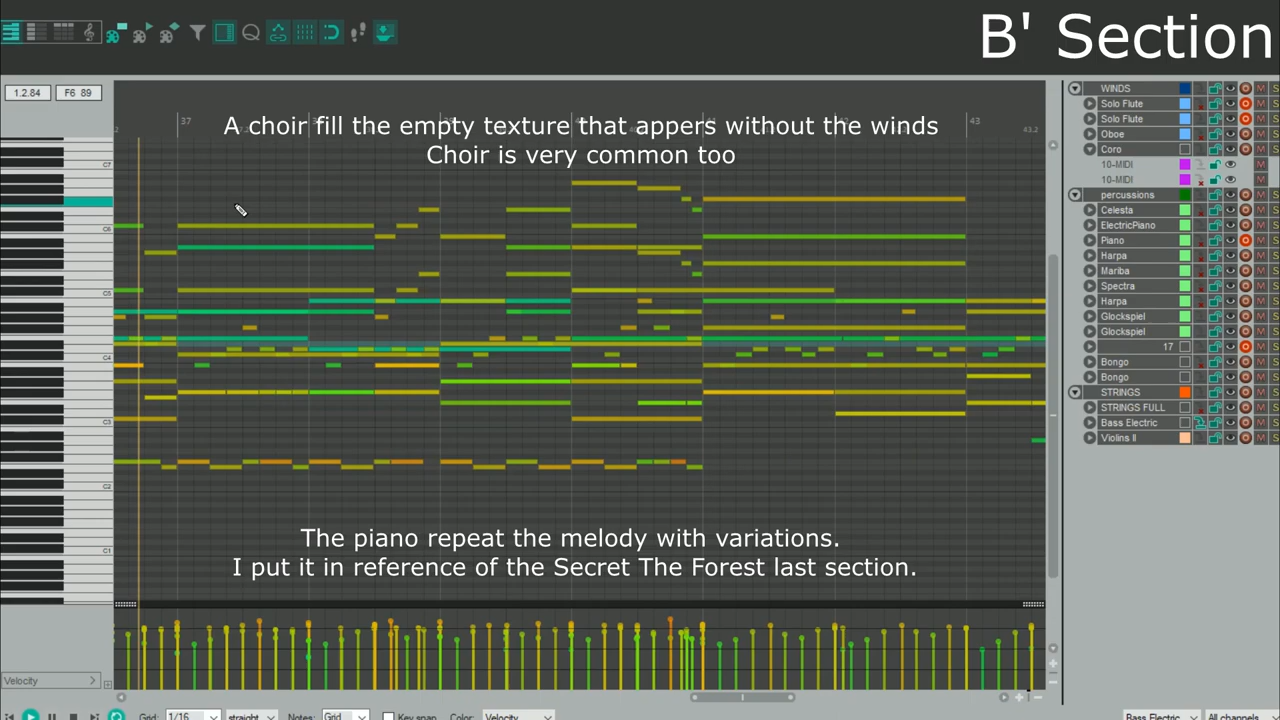 B' Section
1.2.84 F6 89
37
41
43
43.2
A choir fill the empty texture that appers without the winds
Choir is very common too
C7
C6
C5
C4
C3
C2
C1
The piano repeat the melody with variations.
I put it in reference of the Secret The Forest last section.
WINDS
Solo Flute
Solo Flute
Oboe
Coro
10-MIDI
10-MIDI
percussions
Celesta
ElectricPiano
Piano
Harpa
Mariba
Spectra
Harpa
Glockspiel
Glockspiel
17
Bongo
Bongo
STRINGS
STRINGS FULL
Bass Electric
Violins II
Velocity
Grid: 1/16 straight Notes: Grid Key snap Color: Velocity Bass Electric All channels